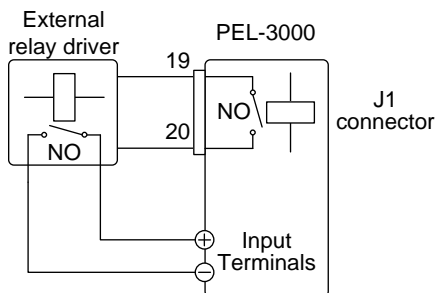 External
relay driver
PEL-3000
19
20
NO
NO
J1
connector
+
Input
Terminals
−